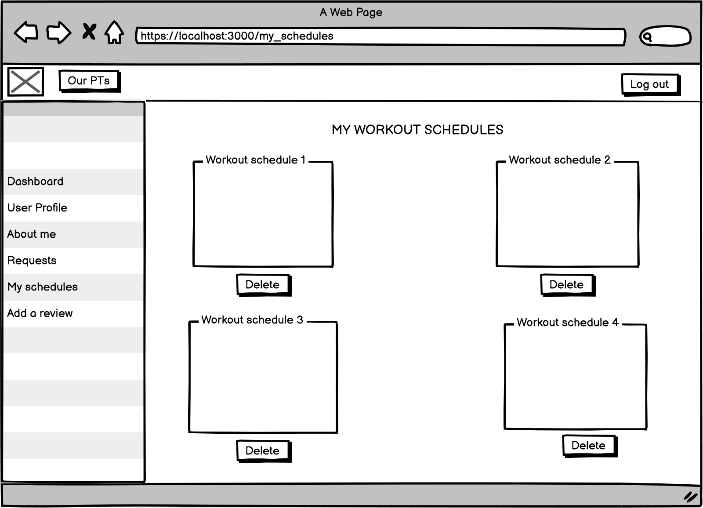 A Web Page
https://localhost:3000/my_schedules
Our PTs
Log out
Dashboard
User Profile
About me
Requests
My schedules
Add a review
MY WORKOUT SCHEDULES
Workout schedule 1
Workout schedule 2
Delete
Delete
Workout schedule 3
Workout schedule 4
Delete
Delete